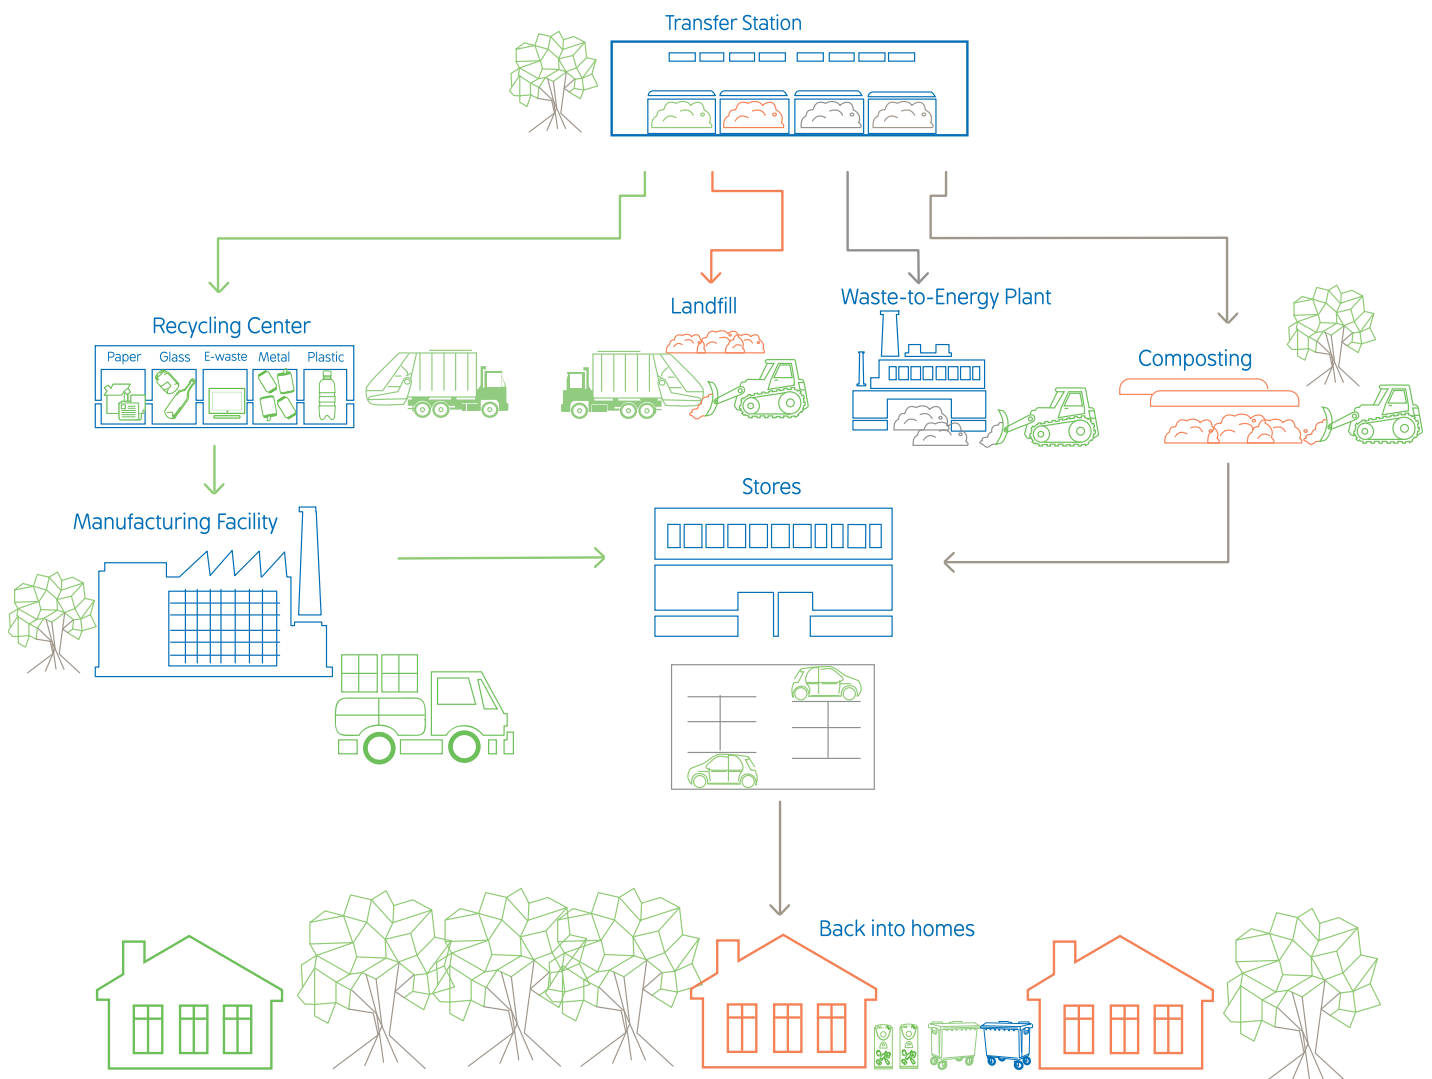 Transfer Station
Landfill
Waste-to-Energy Plant
Recycling Center
Paper
Glass
E-waste
Metal
Plastic
Composting
Stores
Manufacturing Facility
Back into homes